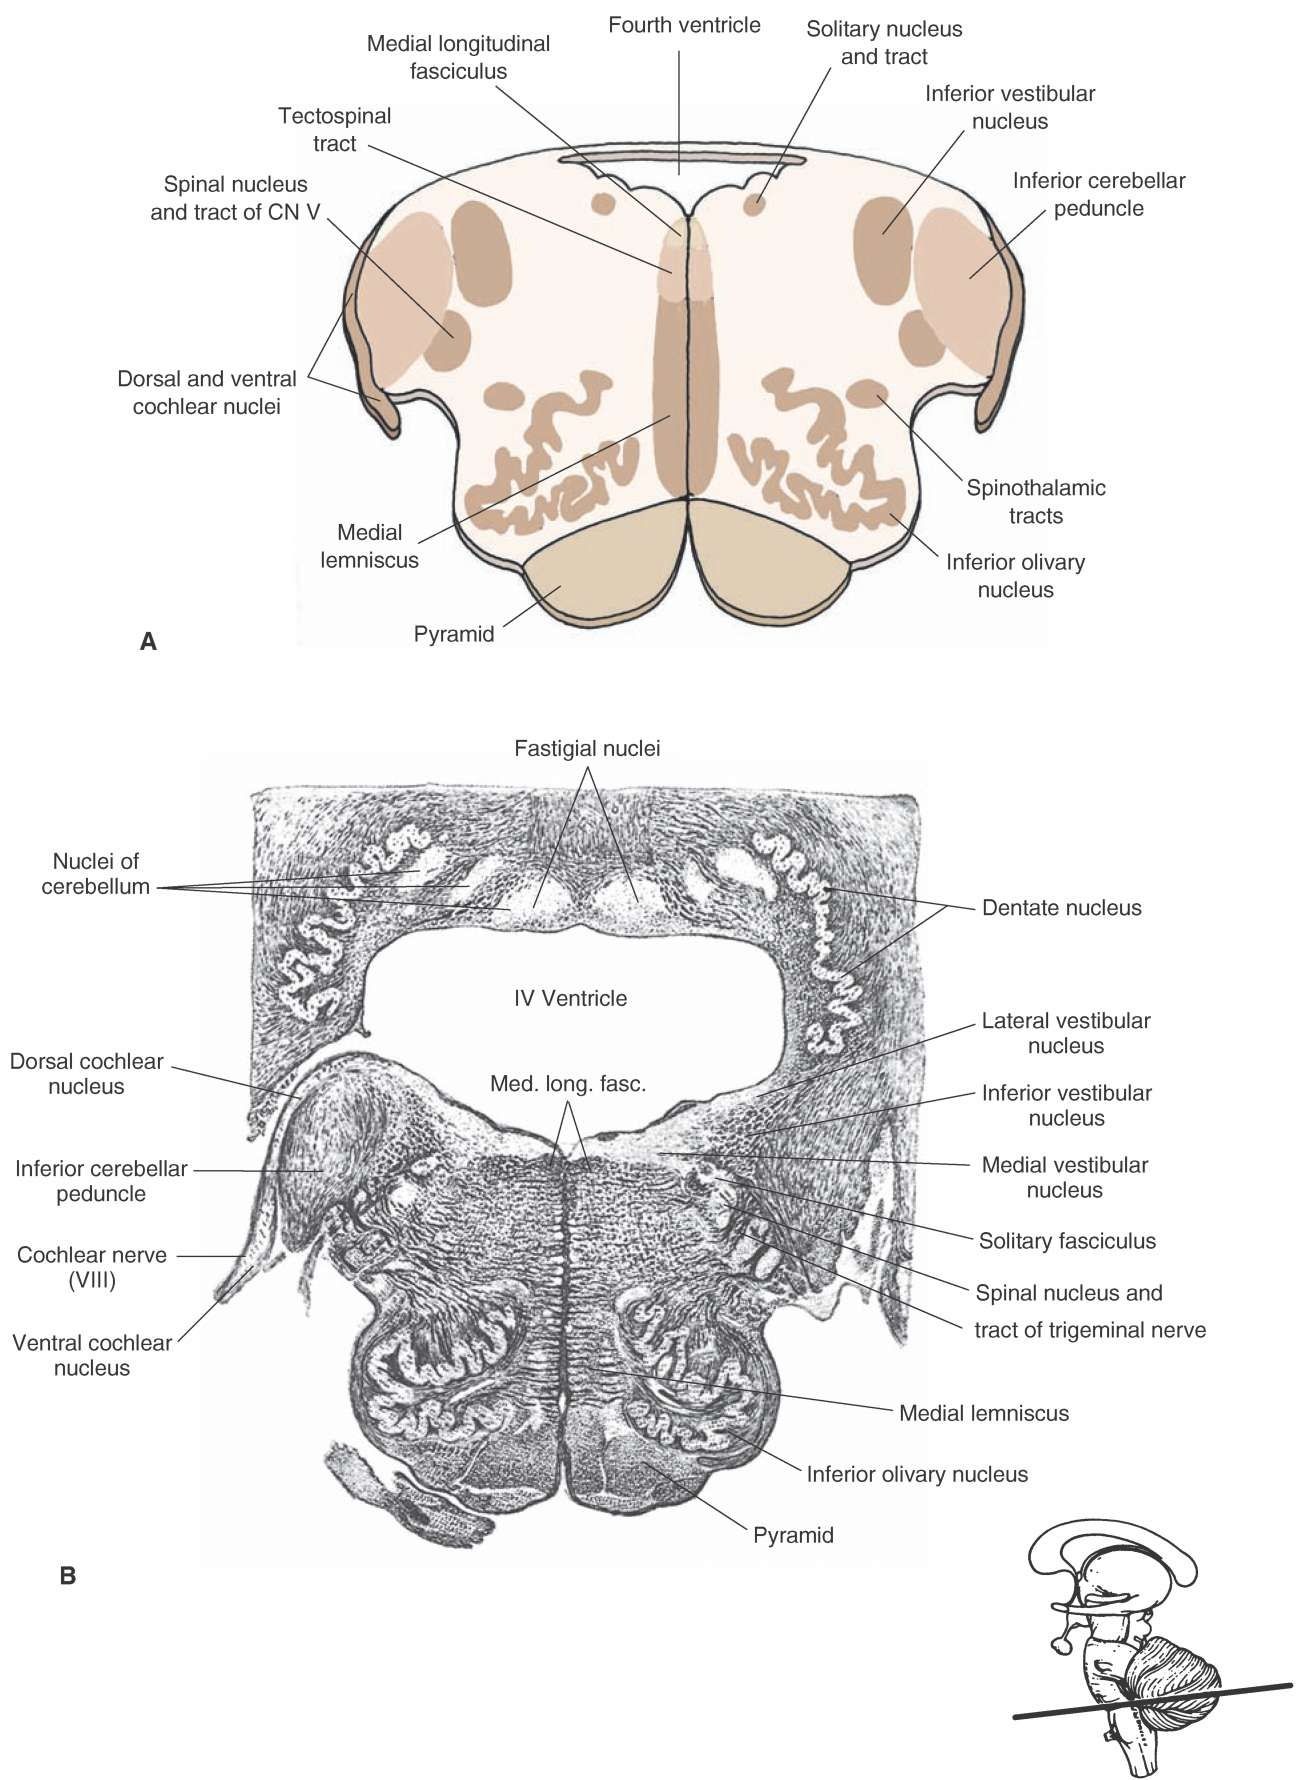 Fourth ventricle
Solitary nucleus
and tract
Medial longitudinal
fasciculus
Inferior vestibular
nucleus
Tectospinal
tract
Spinal nucleus
and tract of CN V
Inferior cerebellar
peduncle
Dorsal and ventral
cochlear nuclei
Spinothalamic
tracts
Medial
lemniscus
Inferior olivary
nucleus
Pyramid
A
Fastigial nuclei
Nuclei of
cerebellum
Dentate nucleus
IV Ventricle
Lateral vestibular
nucleus
Dorsal cochlear
nucleus
Med. long. fasc.
Inferior vestibular
nucleus
Inferior cerebellar
peduncle
Medial vestibular
nucleus
Solitary fasciculus
Cochlear nerve
(VIII)
Spinal nucleus and
tract of trigeminal nerve
Ventral cochlear
nucleus
Medial lemniscus
Inferior olivary nucleus
Pyramid
B